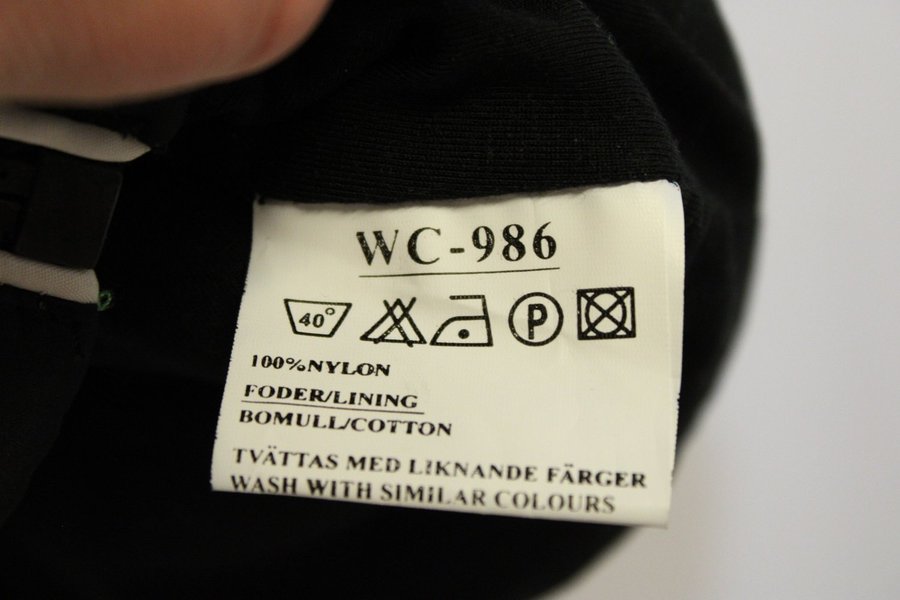 WC-986
40° P
100%NYLON
FODER/LINING
BOMULL/COTTON
TVÄTTAS MED LIKNANDE FÄRGER
WASH WITH SIMILAR COLOURS